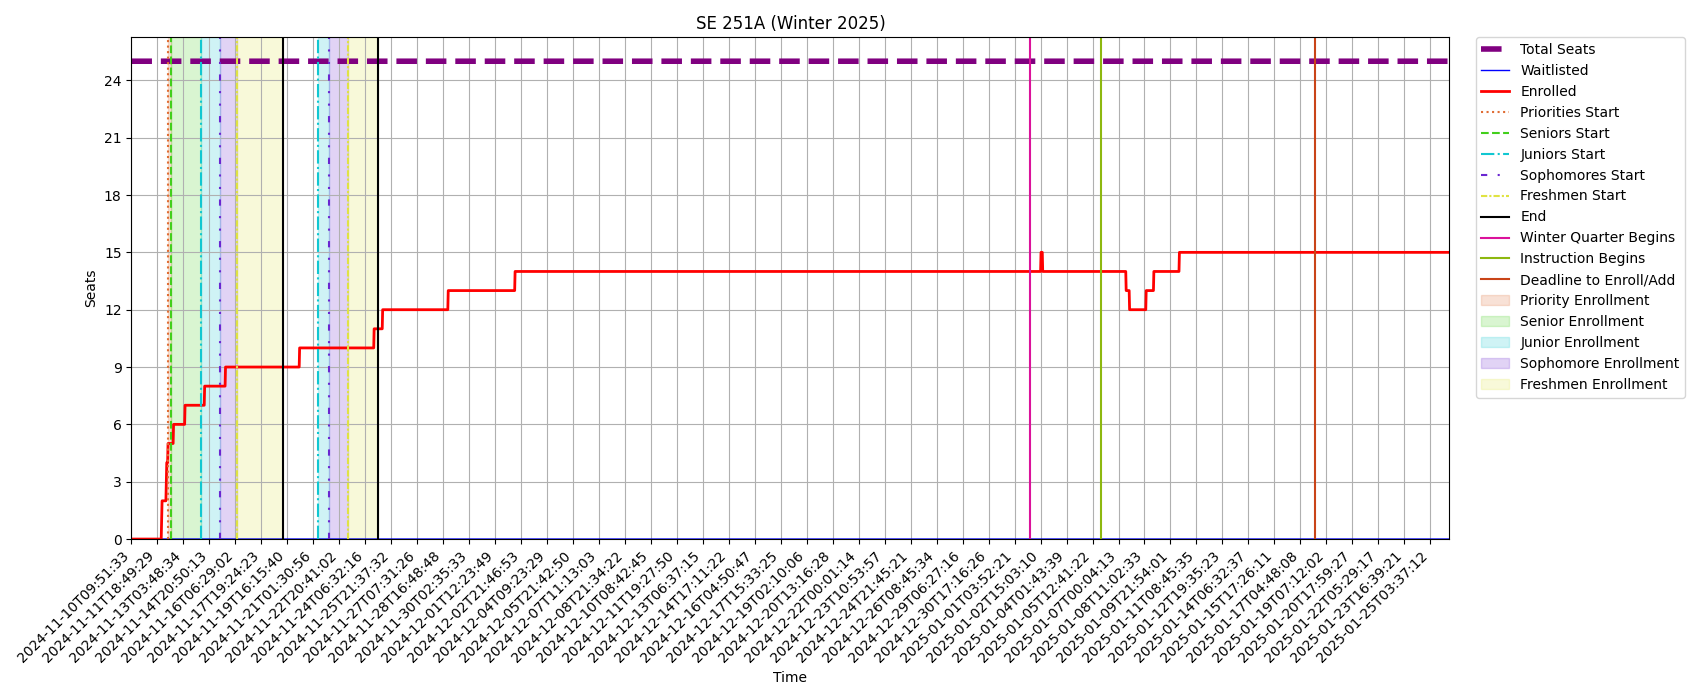 SE 251A (Winter 2025)
Seats
24
21
18
15
12
9
6
3
0
2024-11-10T09:51:33
2024-11-11T18:49:29
2024-11-13T03:48:34
2024-11-14T20:50:13
2024-11-16T06:29:02
2024-11-17T19:24:23
2024-11-19T16:15:40
2024-11-21T01:30:56
2024-11-22T20:41:02
2024-11-24T06:32:16
2024-11-25T21:37:32
2024-11-27T07:31:26
2024-11-28T16:48:48
2024-11-30T02:35:33
2024-12-01T12:23:49
2024-12-02T21:46:53
2024-12-04T09:23:29
2024-12-05T21:42:50
2024-12-07T11:13:03
2024-12-08T21:34:22
2024-12-10T08:42:45
2024-12-11T19:27:50
2024-12-13T06:37:15
2024-12-14T17:11:22
2024-12-16T04:50:47
2024-12-17T15:33:25
2024-12-19T02:10:06
2024-12-20T13:16:28
2024-12-22T00:01:14
2024-12-23T10:53:57
2024-12-24T21:45:21
2024-12-26T08:45:34
2024-12-29T06:27:16
2024-12-30T17:16:26
2025-01-01T03:52:21
2025-01-02T15:03:10
2025-01-04T01:43:39
2025-01-05T12:41:22
2025-01-07T00:04:13
2025-01-08T11:02:33
2025-01-09T21:54:01
2025-01-11T08:45:35
2025-01-12T19:35:23
2025-01-14T06:32:37
2025-01-15T17:26:11
2025-01-17T04:48:08
2025-01-19T07:12:02
2025-01-20T17:59:27
2025-01-22T05:29:17
2025-01-23T16:39:21
2025-01-25T03:37:12
Time
Total Seats
Waitlisted
Enrolled
Priorities Start
Seniors Start
Juniors Start
Sophomores Start
Freshmen Start
End
Winter Quarter Begins
Instruction Begins
Deadline to Enroll/Add
Priority Enrollment
Senior Enrollment
Junior Enrollment
Sophomore Enrollment
Freshmen Enrollment